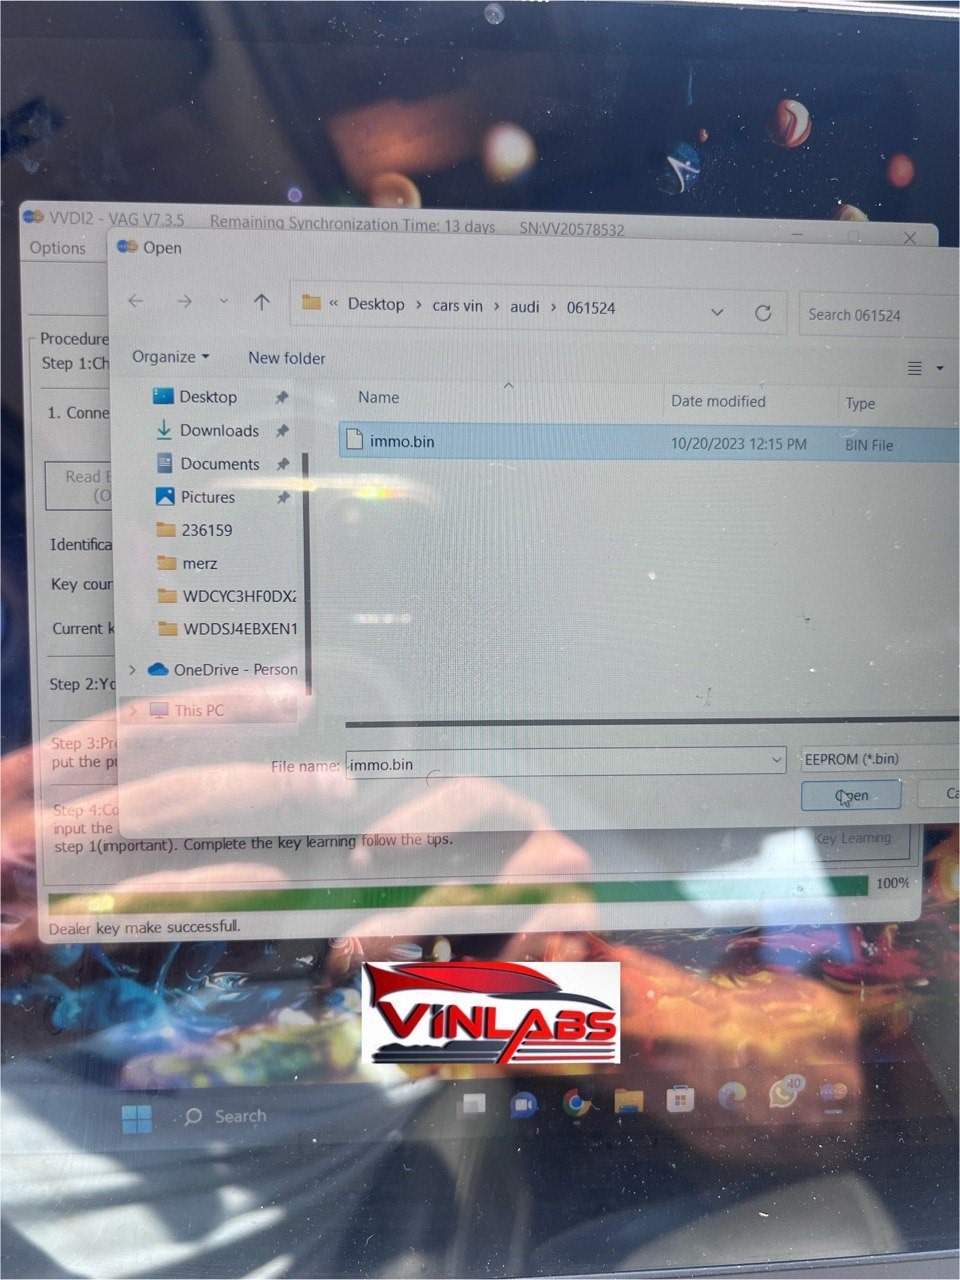 VVDI2 - VAG V7.3.5 Remaining Synchronization Time: 13 days SN:VV20578532
Options
Open
« Desktop > cars vin > audi > 061524
Search 061524
Organize
New folder
Name
Date modified
Type
immo.bin
10/20/2023 12:15 PM
BIN File
Desktop
Downloads
Documents
Pictures
236159
merz
WDCYC3HF0DX
WDDSJ4EBXEN1
OneDrive - Person
This PC
File name:
immo.bin
EEPROM (*.bin)
Open
Ca
Procedure
Step 1:Ch
1. Conne
Read E
(O
Identifica
Key cour
Current k
Step 2:Yo
Step 3:Pr
put the pr
Step 4:Co
input the
step 1(important). Complete the key learning follow the tips.
Key Learning
100%
Dealer key make successfull.
VINLABS
Search
40